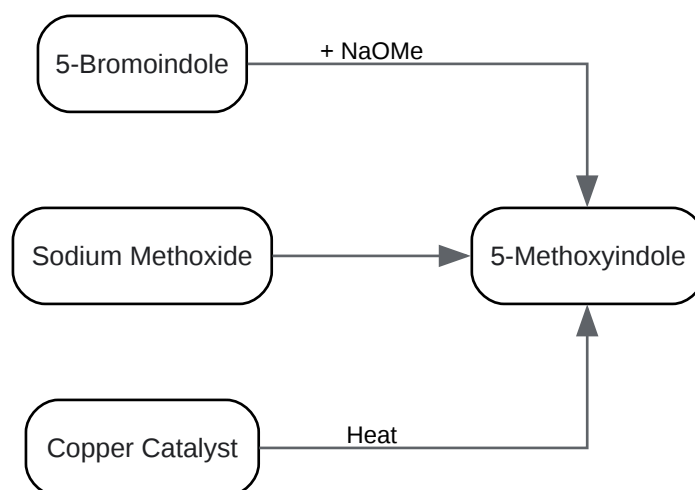 5-Bromoindole
+ NaOMe
Sodium Methoxide
5-Methoxyindole
Copper Catalyst
Heat